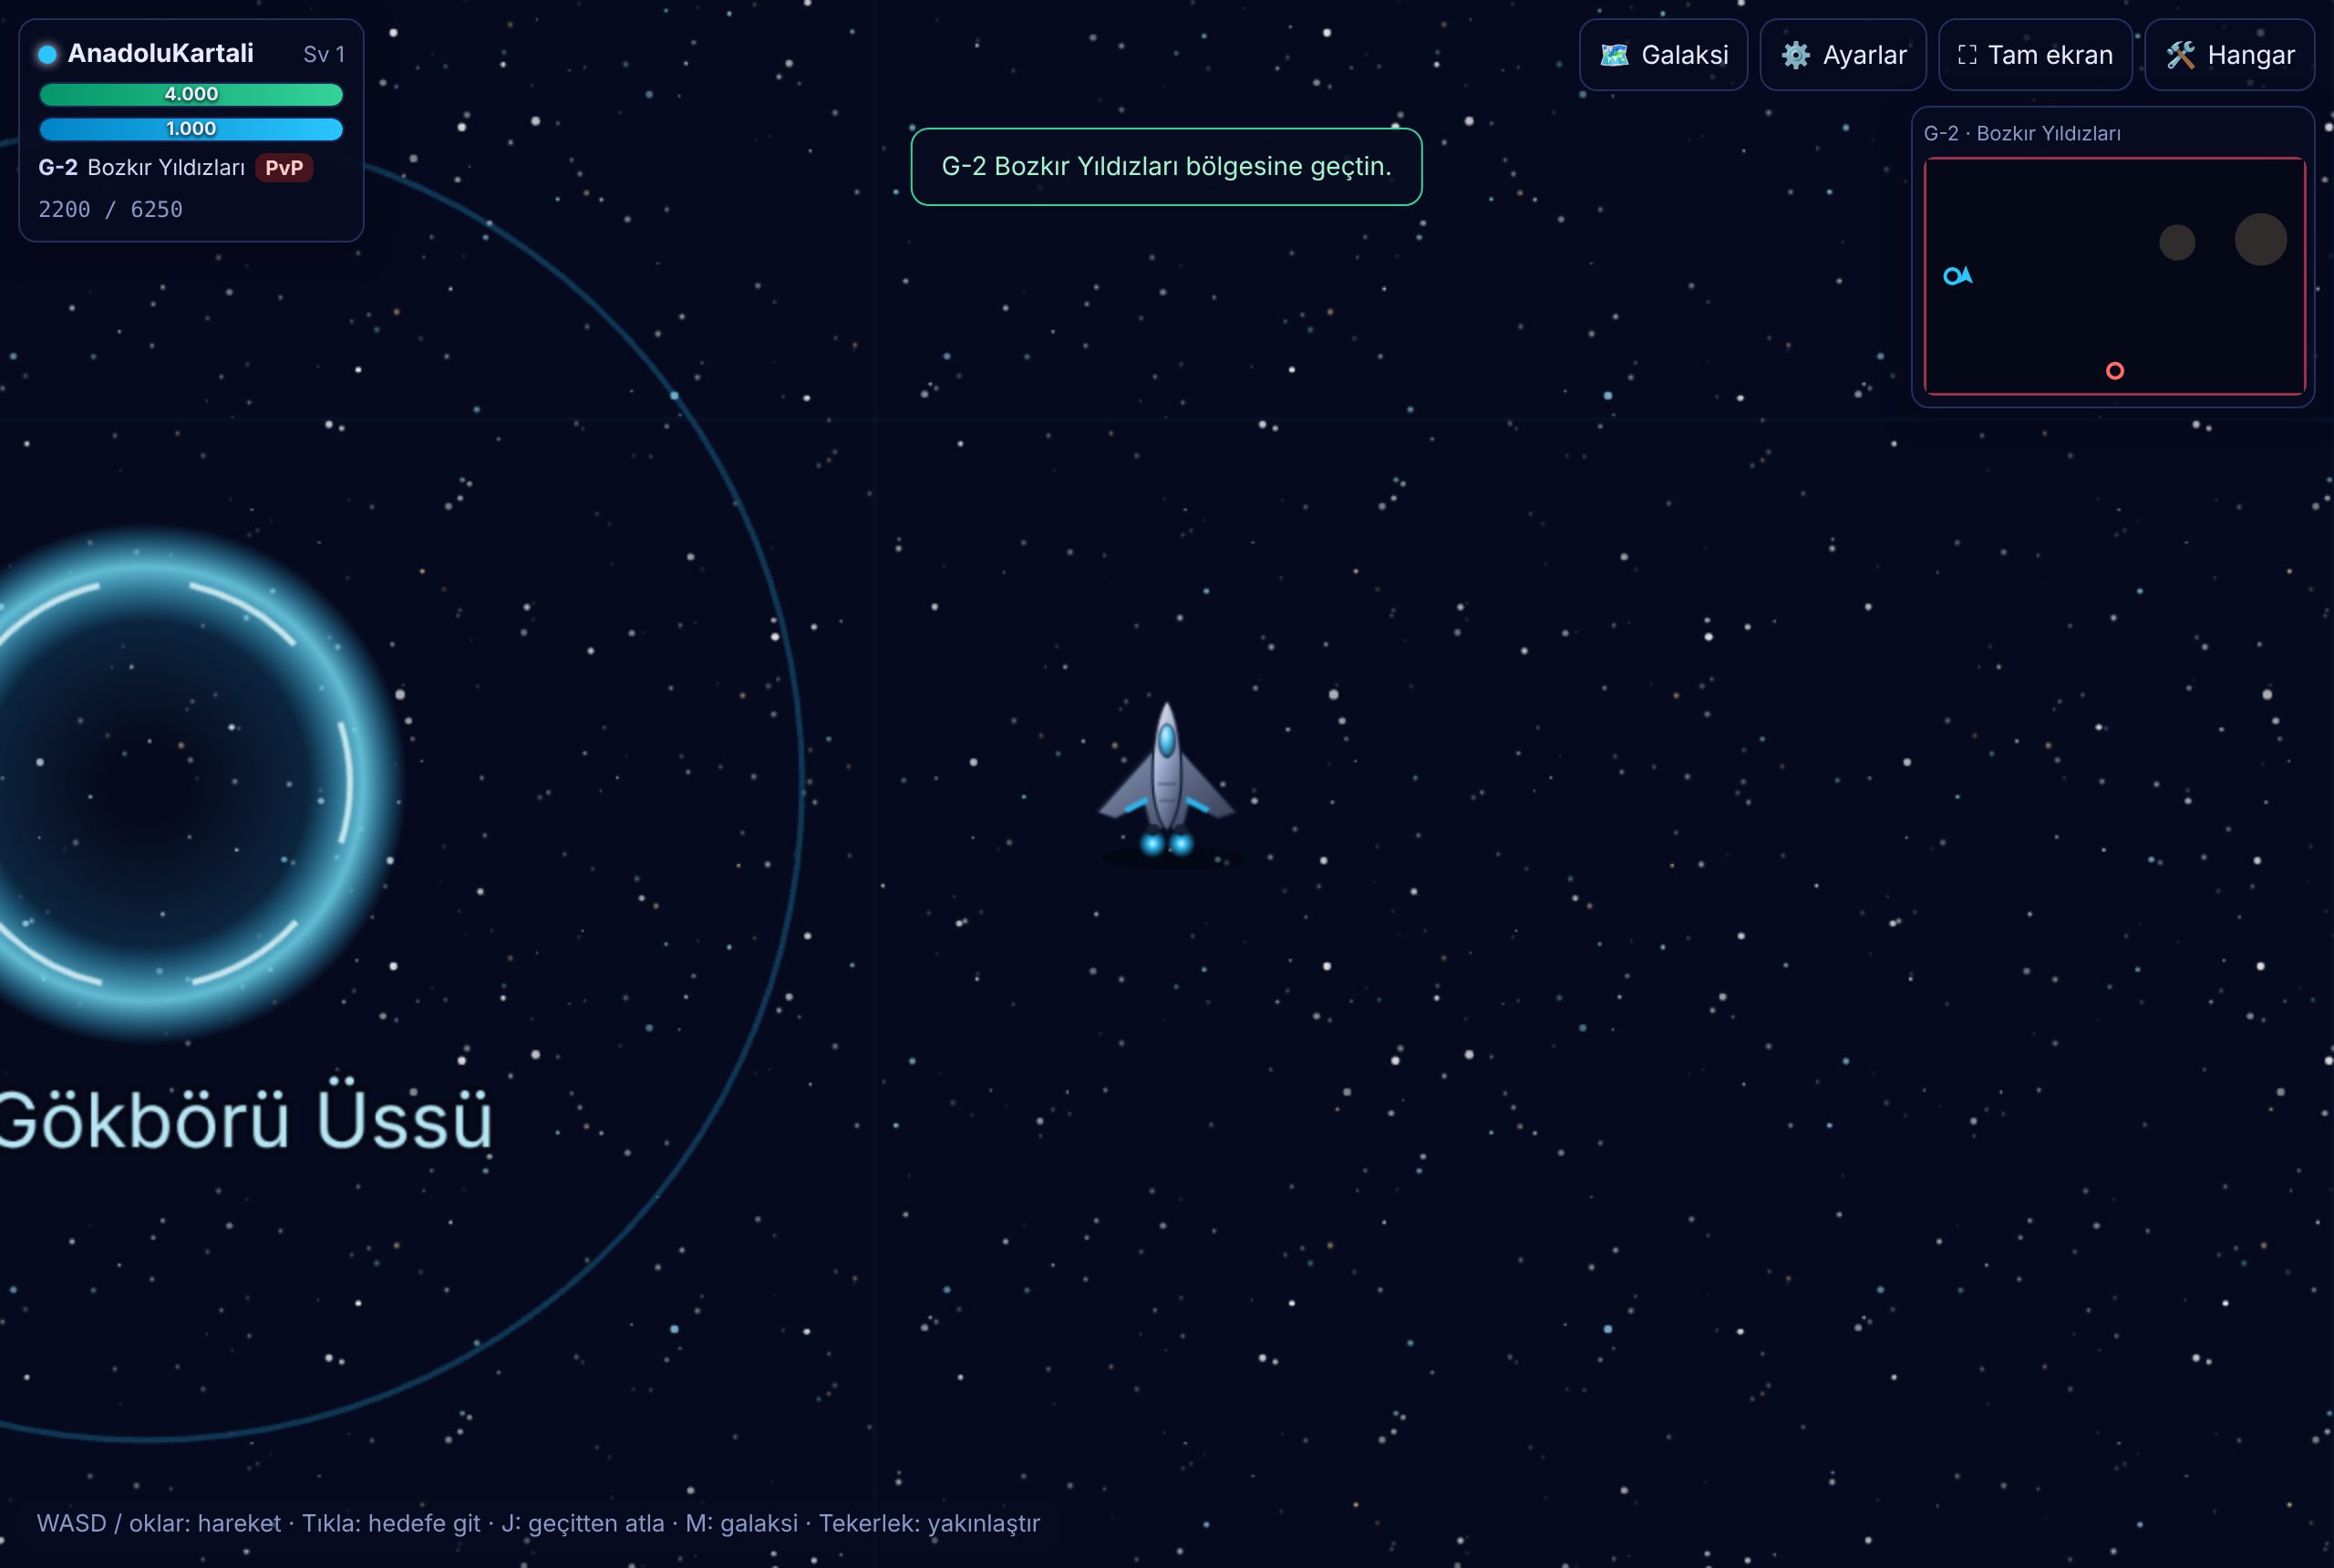 AnadoluKartali Sv 1
4.000
1.000
G-2 Bozkır Yıldızları PvP
2200 / 6250
Galaksi
Ayarlar
Tam ekran
Hangar
G-2 Bozkır Yıldızları bölgesine geçtin.
G-2 · Bozkır Yıldızları
Gökbörü Üssü
WASD / oklar: hareket · Tıkla: hedefe git · J: geçitten atla · M: galaksi · Tekerlek: yakınlaştır